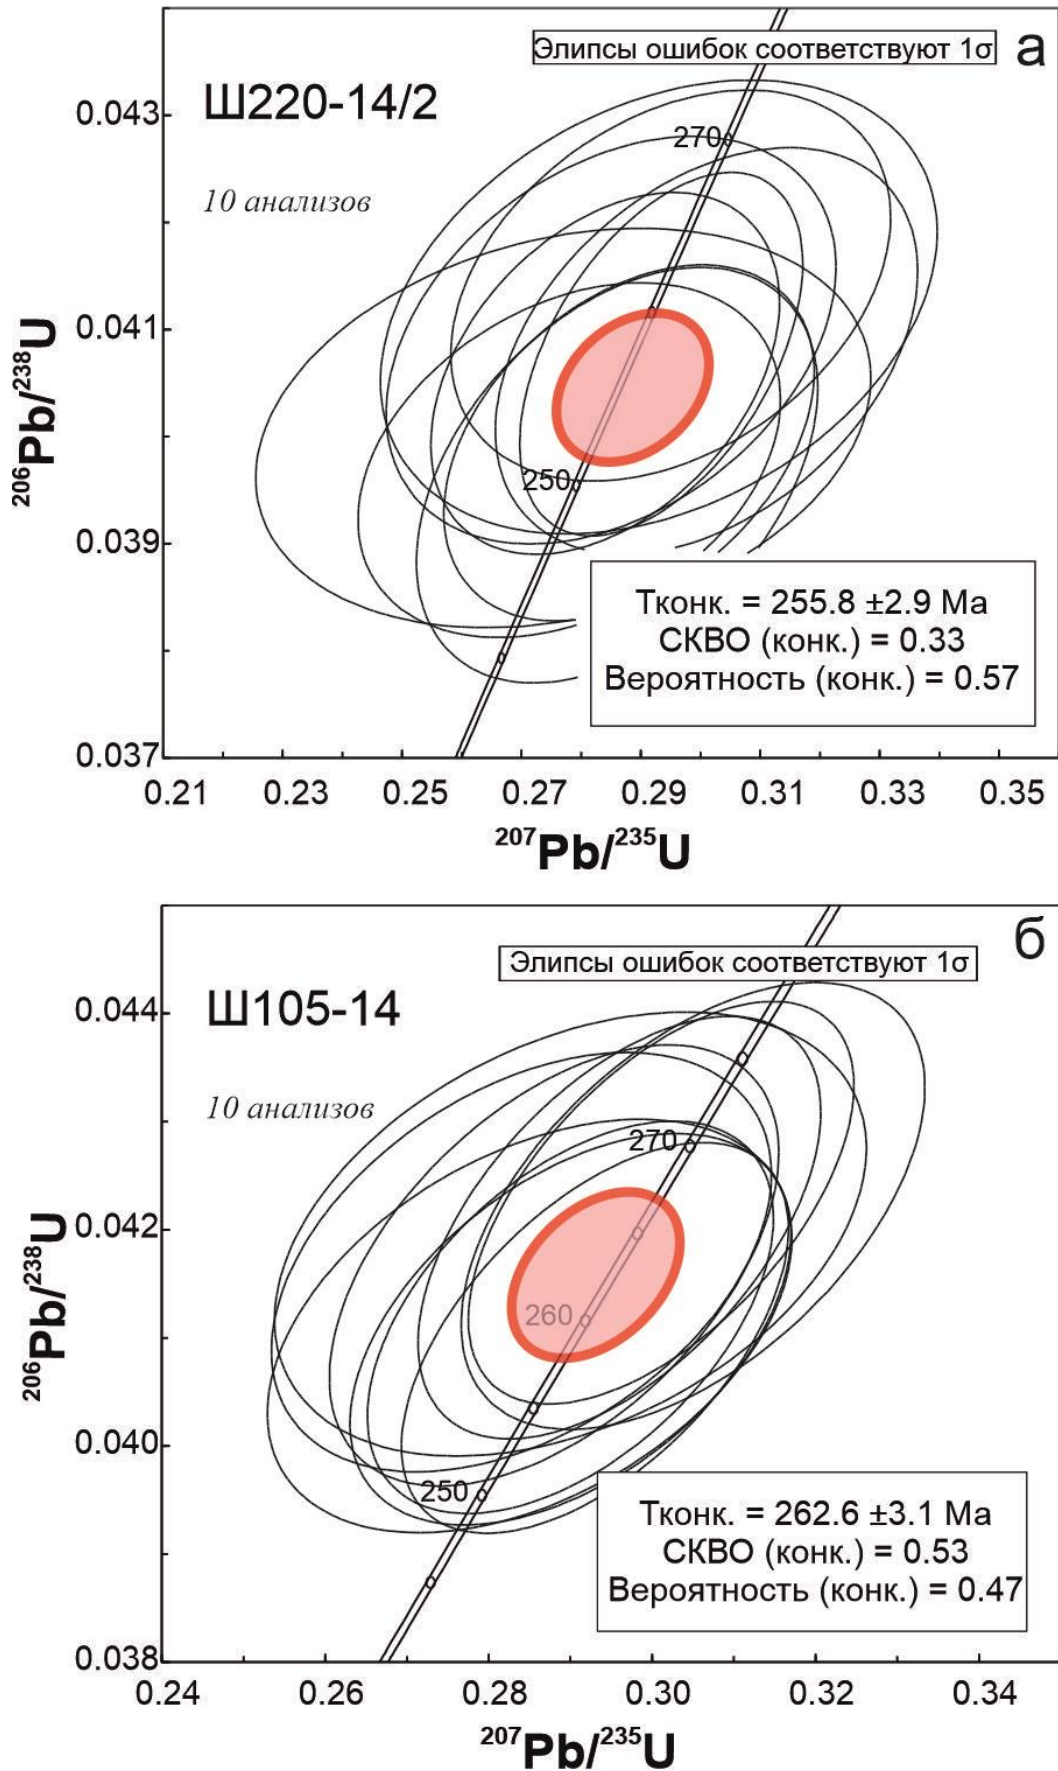 Элипсы ошибок соответствуют 1σ
а
Ш220-14/2
10 анализов
0.043
0.041
0.039
0.037
270
250
²⁰⁶Pb/²³⁸U
Тконк. = 255.8 ±2.9 Ма
СКВО (конк.) = 0.33
Вероятность (конк.) = 0.57
0.21 0.23 0.25 0.27 0.29 0.31 0.33 0.35
²⁰⁷Pb/²³⁵U
б
Элипсы ошибок соответствуют 1σ
Ш105-14
10 анализов
0.044
0.042
0.040
0.038
270
260
250
²⁰⁶Pb/²³⁸U
Тконк. = 262.6 ±3.1 Ма
СКВО (конк.) = 0.53
Вероятность (конк.) = 0.47
0.24 0.26 0.28 0.30 0.32 0.34
²⁰⁷Pb/²³⁵U